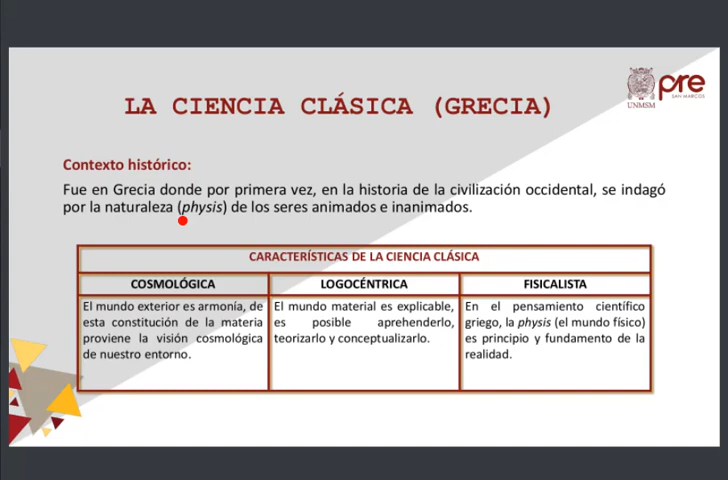 pre
SAN MARCOS
UNMSM
LA CIENCIA CLÁSICA (GRECIA)
Contexto histórico:
Fue en Grecia donde por primera vez, en la historia de la civilización occidental, se indagó
por la naturaleza (physis) de los seres animados e inanimados.
CARACTERÍSTICAS DE LA CIENCIA CLÁSICA
COSMOLÓGICA
El mundo exterior es armonía, de
esta constitución de la materia
proviene la visión cosmológica
de nuestro entorno.
LOGOCÉNTRICA
El mundo material es explicable,
es posible aprehenderlo,
teorizarlo y conceptualizarlo.
FISICALISTA
En el pensamiento científico
griego, la physis (el mundo físico)
es principio y fundamento de la
realidad.